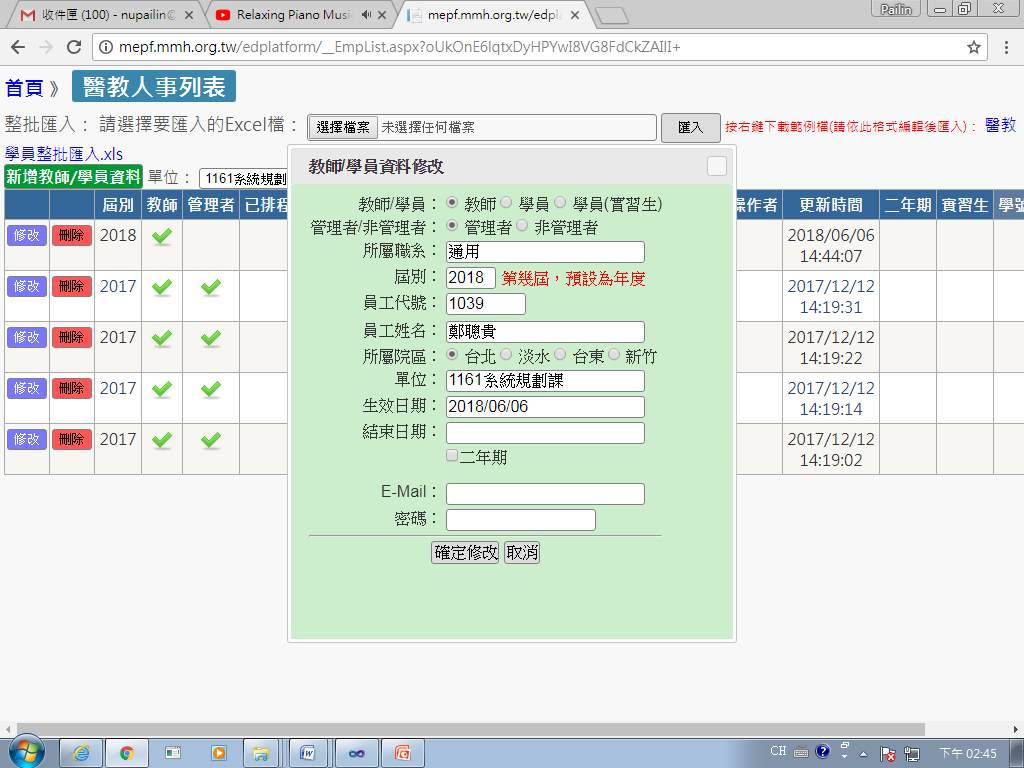 收件匣 (100) - nupailin@
Relaxing Piano Music
mepf.mmh.org.tw/edpla
Pailin
mepf.mmh.org.tw/edplatform/__EmpList.aspx?oUkOnE6IqtxDyHPYwI8VG8FdCkZAIlI+
首頁 》 醫教人事列表
整批匯入： 請選擇要匯入的Excel檔： 選擇檔案 未選擇任何檔案 匯入 按右鍵下載範例檔(請依此格式編輯後匯入)： 醫教
學員整批匯入.xls
新增教師/學員資料 單位： 1161系統規劃
屆別 教師 管理者 已排程 操作者 更新時間 二年期 實習生 學號
修改 刪除 2018 2018/06/06
14:44:07
修改 刪除 2017 2017/12/12
14:19:31
修改 刪除 2017 2017/12/12
14:19:22
修改 刪除 2017 2017/12/12
14:19:14
修改 刪除 2017 2017/12/12
14:19:02
教師/學員資料修改
教師/學員： 教師 學員 學員(實習生)
管理者/非管理者： 管理者 非管理者
所屬職系： 通用
屆別： 2018 第幾屆，預設為年度
員工代號： 1039
員工姓名： 鄭聰貴
所屬院區： 台北 淡水 台東 新竹
單位： 1161系統規劃課
生效日期： 2018/06/06
結束日期：
二年期
E-Mail：
密碼：
確定修改 取消
CH
下午 02:45